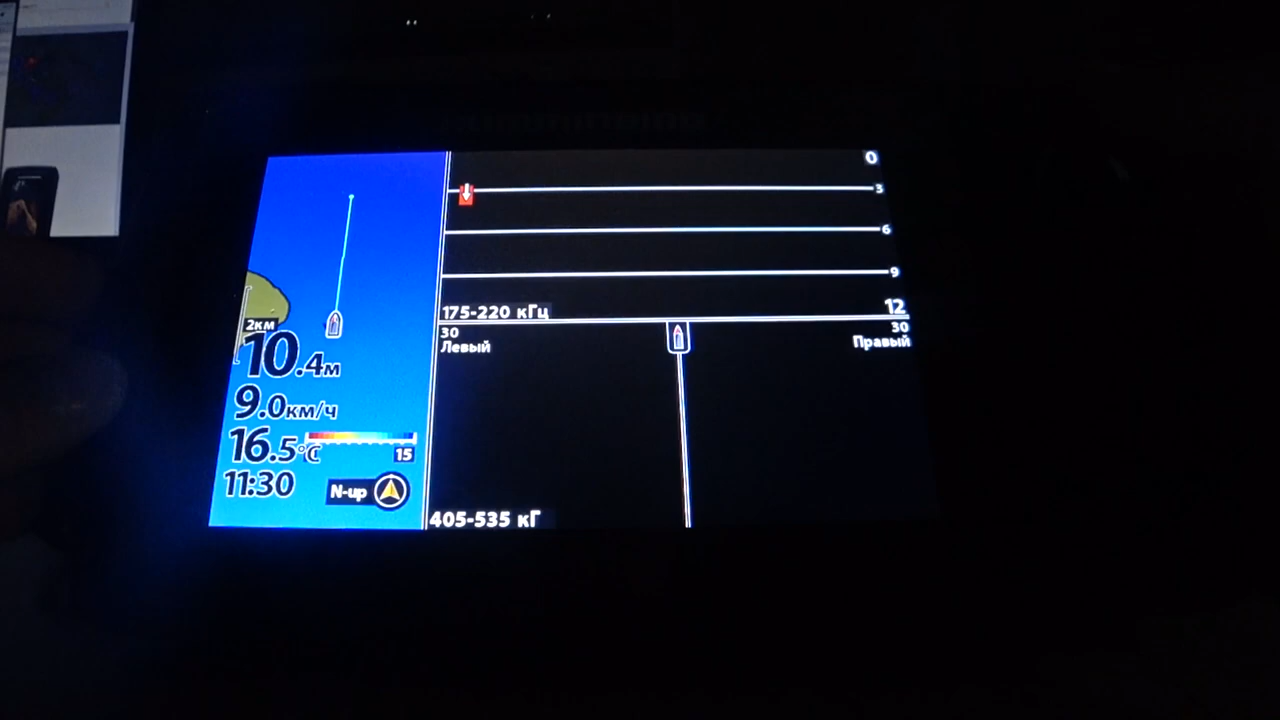 2км
10.4м
9.0км/ч
16.5°C
15
11:30
N-up
0
3
6
9
12
175-220 кГц
30
Левый
30
Правый
405-535 кГ